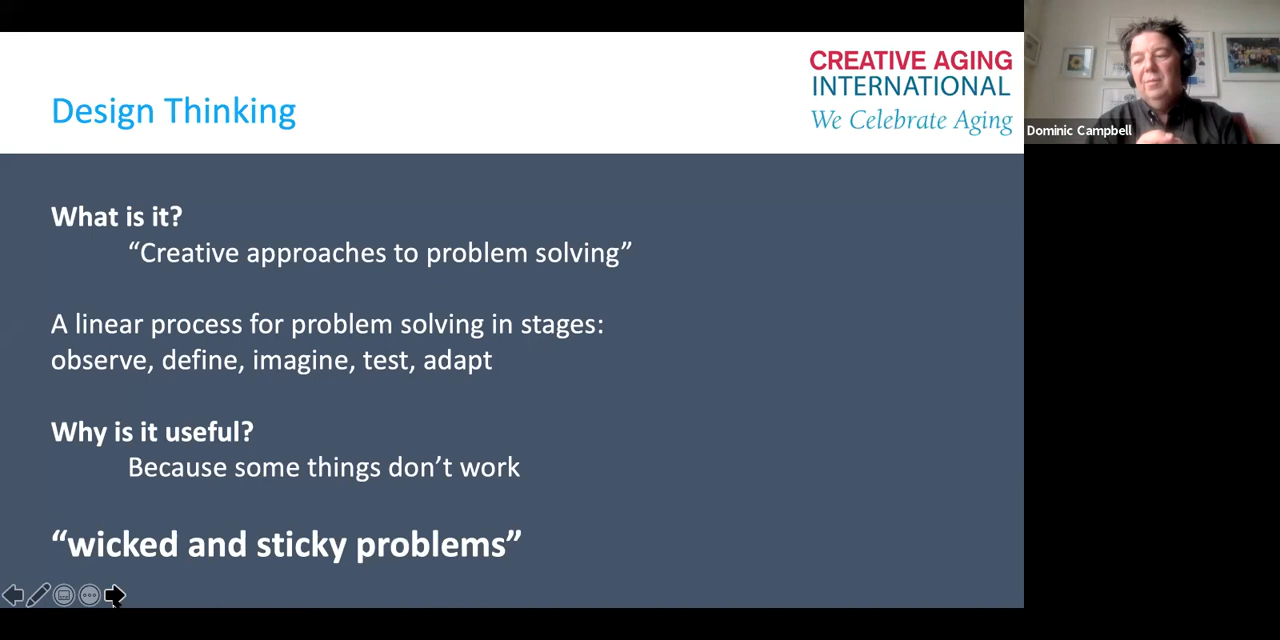 CREATIVE AGING
INTERNATIONAL
We Celebrate Aging
Design Thinking
What is it?
“Creative approaches to problem solving”
A linear process for problem solving in stages:
observe, define, imagine, test, adapt
Why is it useful?
Because some things don’t work
“wicked and sticky problems”
Dominic Campbell